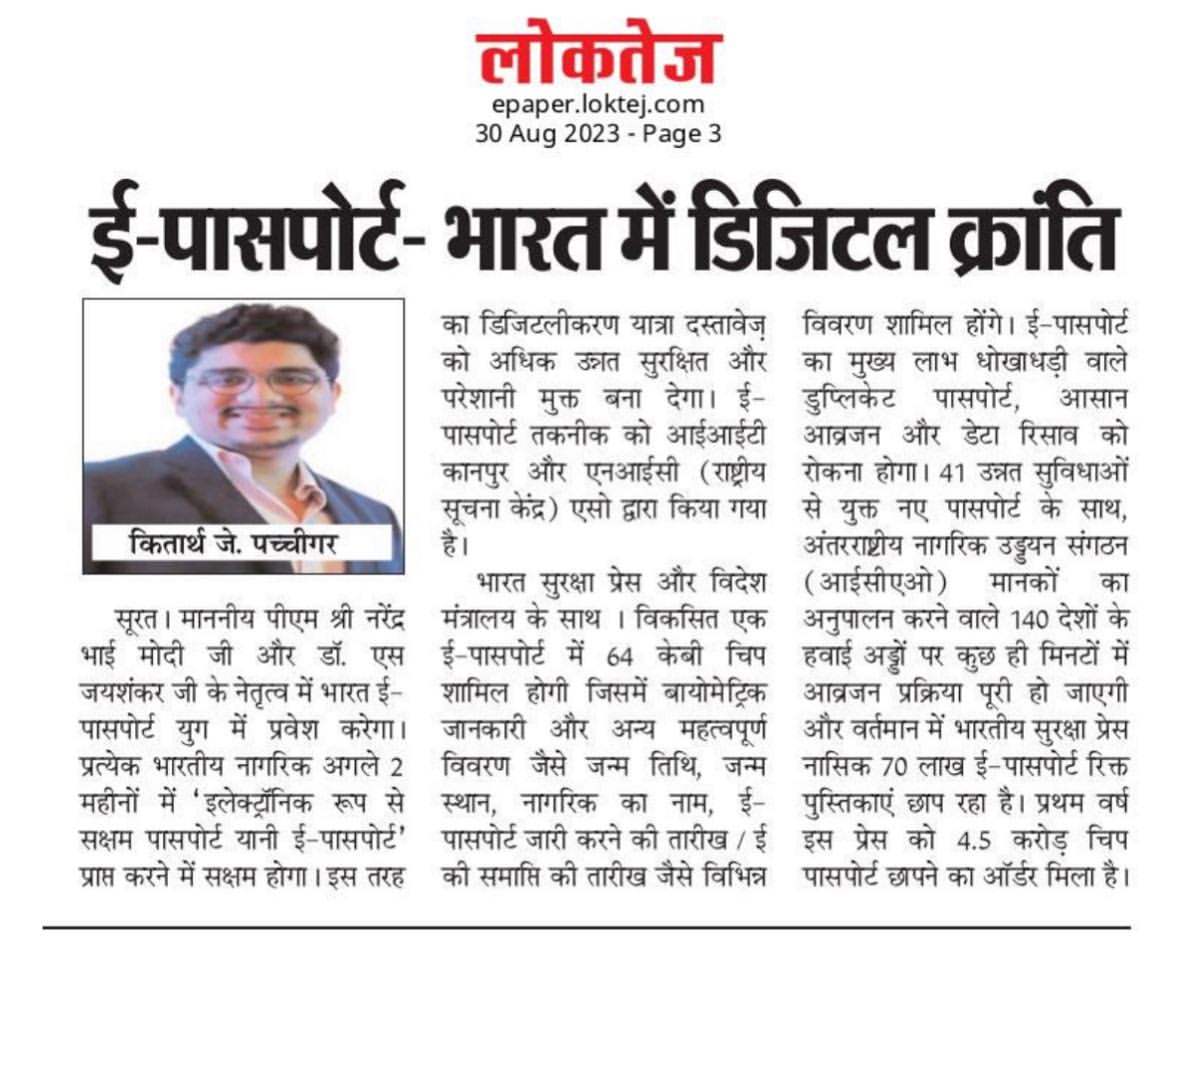 लोकतेज
epaper.loktej.com
30 Aug 2023 - Page 3
ई-पासपोर्ट- भारत में डिजिटल क्रांति
कितार्थ जे. पच्चीगर
सूरत। माननीय पीएम श्री नरेंद्र
भाई मोदी जी और डॉ. एस
जयशंकर जी के नेतृत्व में भारत ई-
पासपोर्ट युग में प्रवेश करेगा।
प्रत्येक भारतीय नागरिक अगले 2
महीनों में 'इलेक्ट्रॉनिक रूप से
सक्षम पासपोर्ट यानी ई-पासपोर्ट'
प्राप्त करने में सक्षम होगा। इस तरह
का डिजिटलीकरण यात्रा दस्तावेज़
को अधिक उन्नत सुरक्षित और
परेशानी मुक्त बना देगा। ई-
पासपोर्ट तकनीक को आईआईटी
कानपुर और एनआईसी (राष्ट्रीय
सूचना केंद्र) एसो द्वारा किया गया
है।
भारत सुरक्षा प्रेस और विदेश
मंत्रालय के साथ । विकसित एक
ई-पासपोर्ट में 64 केबी चिप
शामिल होगी जिसमें बायोमेट्रिक
जानकारी और अन्य महत्वपूर्ण
विवरण जैसे जन्म तिथि, जन्म
स्थान, नागरिक का नाम, ई-
पासपोर्ट जारी करने की तारीख / ई
की समाप्ति की तारीख जैसे विभिन्न
विवरण शामिल होंगे। ई-पासपोर्ट
का मुख्य लाभ धोखाधड़ी वाले
डुप्लिकेट पासपोर्ट, आसान
आव्रजन और डेटा रिसाव को
रोकना होगा। 41 उन्नत सुविधाओं
से युक्त नए पासपोर्ट के साथ,
अंतरराष्ट्रीय नागरिक उड्डयन संगठन
(आईसीएओ) मानकों का
अनुपालन करने वाले 140 देशों के
हवाई अड्डों पर कुछ ही मिनटों में
आव्रजन प्रक्रिया पूरी हो जाएगी
और वर्तमान में भारतीय सुरक्षा प्रेस
नासिक 70 लाख ई-पासपोर्ट रिक्त
पुस्तिकाएं छाप रहा है। प्रथम वर्ष
इस प्रेस को 4.5 करोड़ चिप
पासपोर्ट छापने का ऑर्डर मिला है।